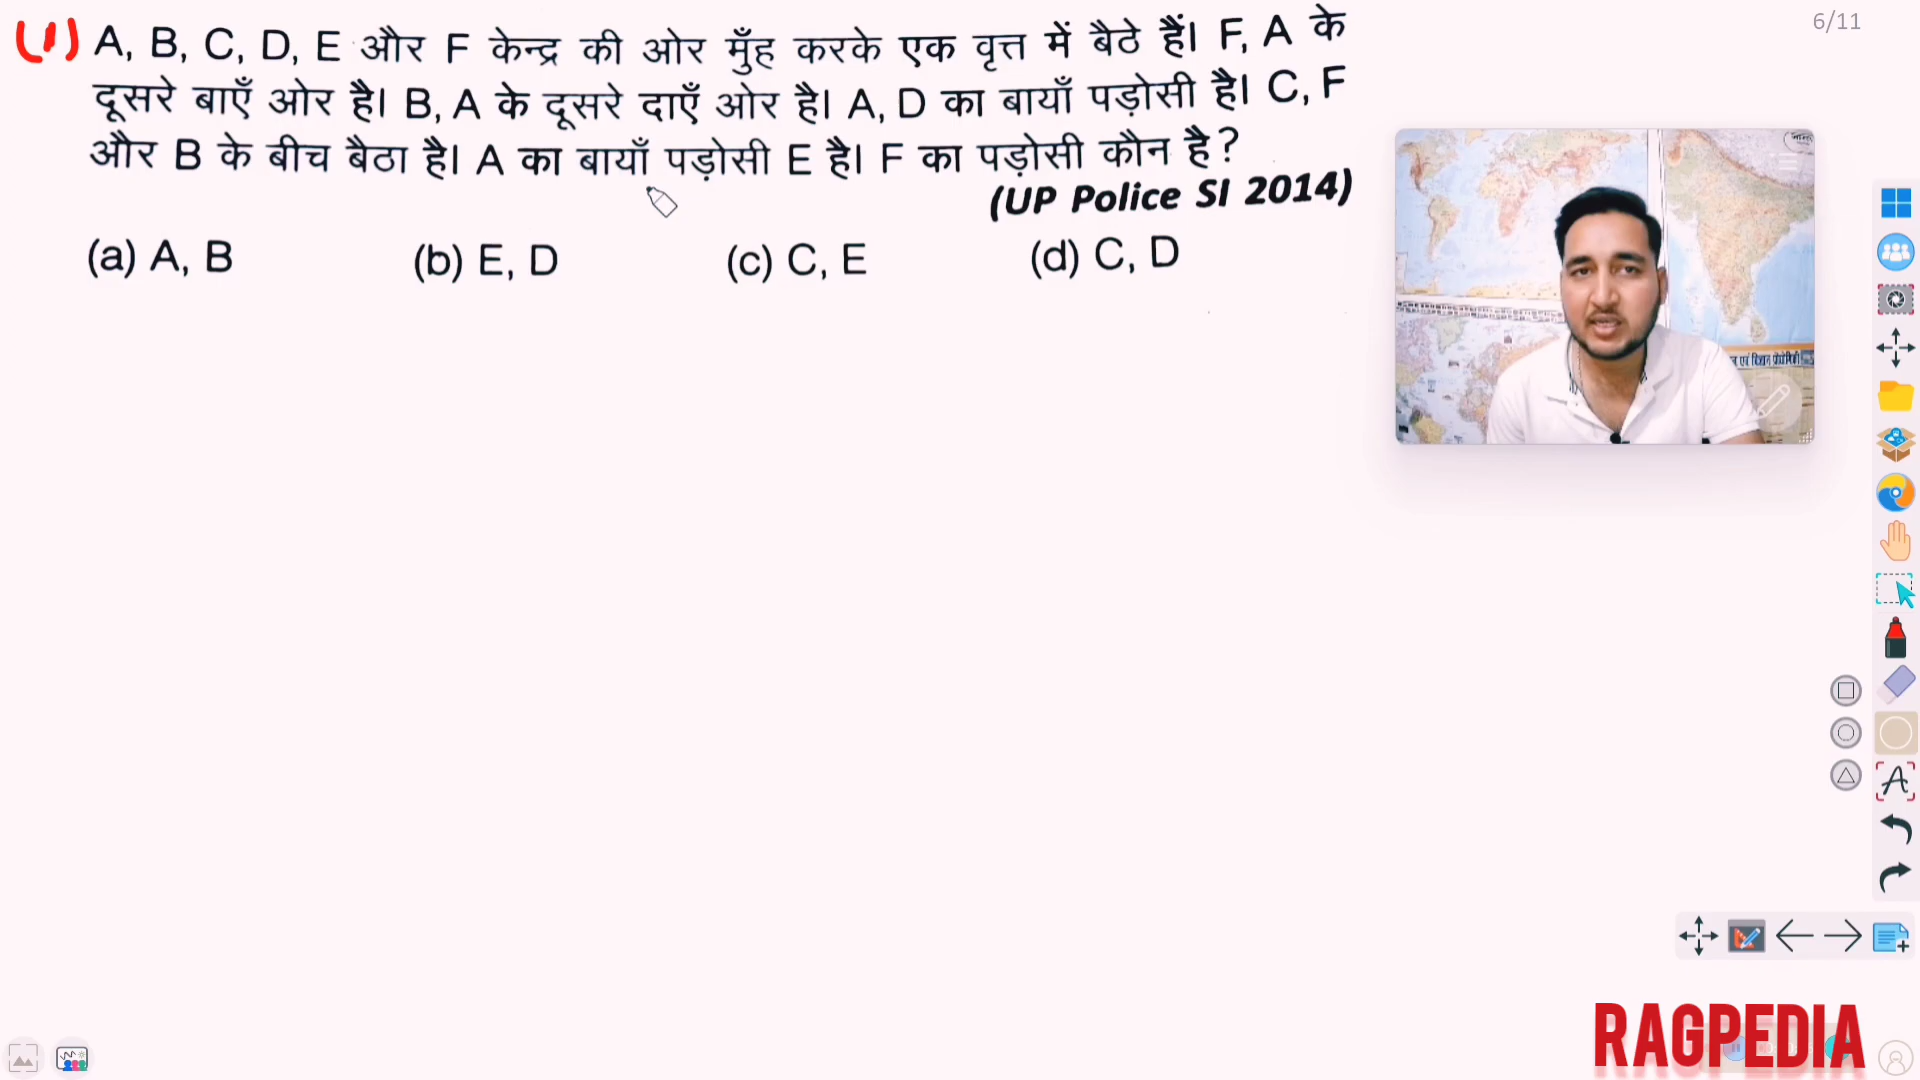 (1) A, B, C, D, E और F केन्द्र की ओर मुँह करके एक वृत्त में बैठे हैं। F, A के
दूसरे बाएँ ओर है। B, A के दूसरे दाएँ ओर है। A, D का बायाँ पड़ोसी है। C, F
और B के बीच बैठा है। A का बायाँ पड़ोसी E है। F का पड़ोसी कौन है?
(UP Police SI 2014)
(a) A, B (b) E, D (c) C, E (d) C, D
6/11
RAGPEDIA